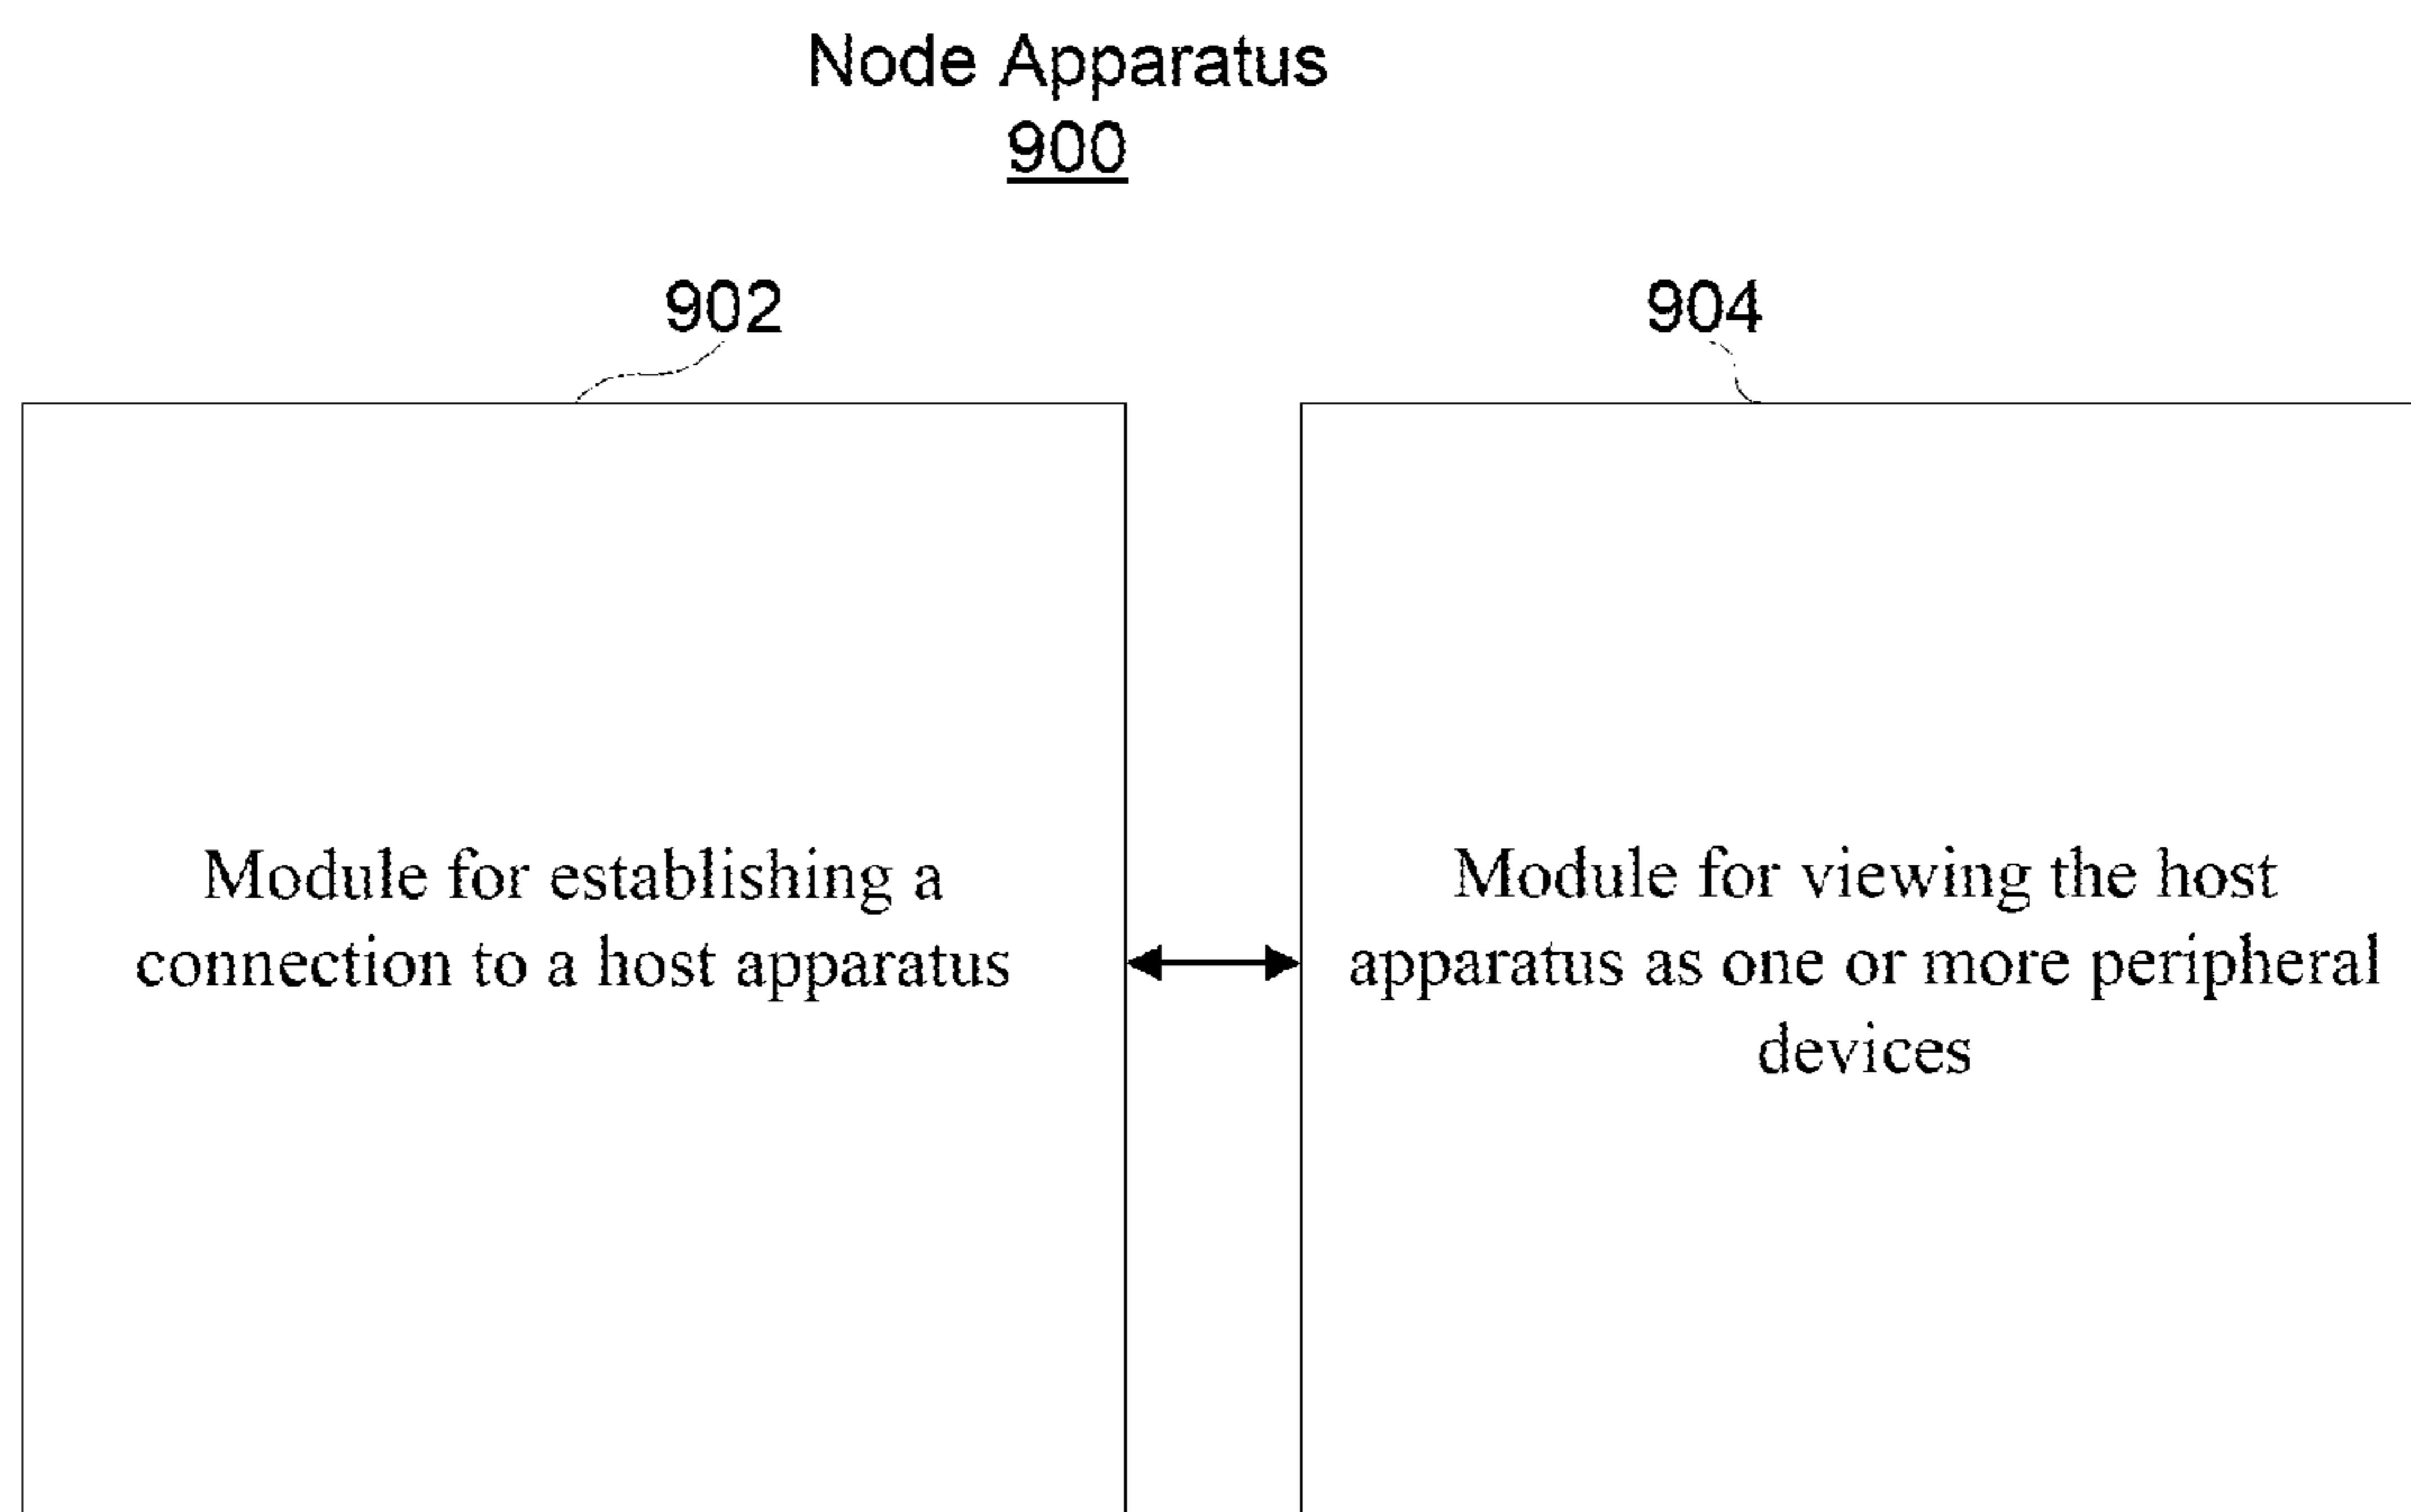 Node Apparatus
900
902
904
Module for establishing a
connection to a host apparatus
Module for viewing the host
apparatus as one or more peripheral
devices